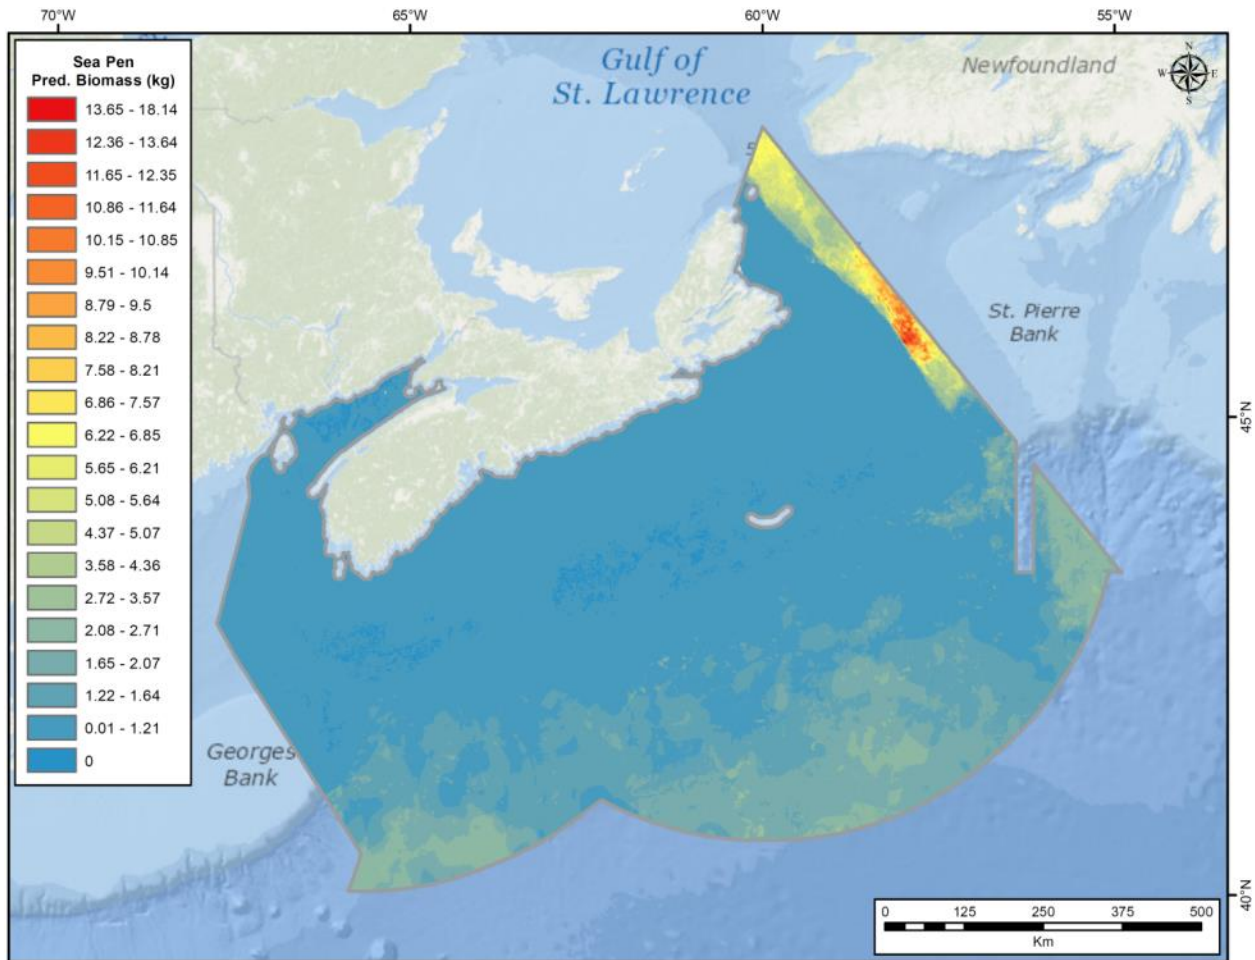 70°W
65°W
60°W
55°W
Sea Pen
Pred. Biomass (kg)
13.65 - 18.14
12.36 - 13.64
11.65 - 12.35
10.86 - 11.64
10.15 - 10.85
9.51 - 10.14
8.79 - 9.5
8.22 - 8.78
7.58 - 8.21
6.86 - 7.57
6.22 - 6.85
5.65 - 6.21
5.08 - 5.64
4.37 - 5.07
3.58 - 4.36
2.72 - 3.57
2.08 - 2.71
1.65 - 2.07
1.22 - 1.64
0.01 - 1.21
0
Gulf of
St. Lawrence
Newfoundland
N
W
E
S
5
St. Pierre
Bank
45°N
Georges
Bank
40°N
0
125
250
375
500
Km